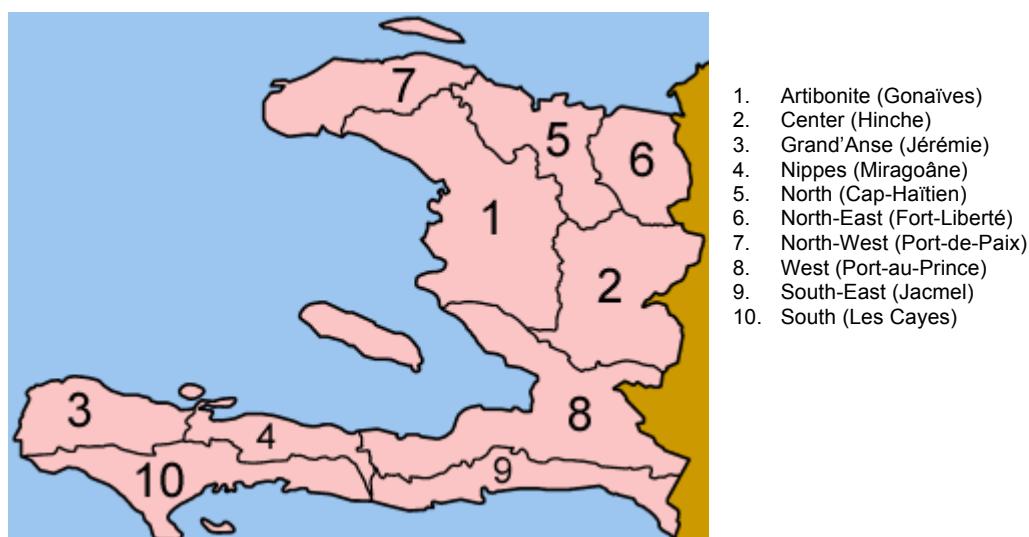 7
5
6
1
2
3
4
8
9
10
1. Artibonite (Gonaïves)
2. Center (Hinche)
3. Grand’Anse (Jérémie)
4. Nippes (Miragoâne)
5. North (Cap-Haïtien)
6. North-East (Fort-Liberté)
7. North-West (Port-de-Paix)
8. West (Port-au-Prince)
9. South-East (Jacmel)
10. South (Les Cayes)